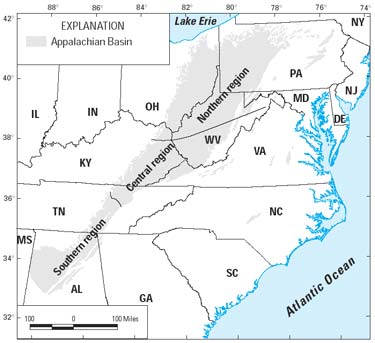 88° 86° 84° 82° 80° 78° 76° 74°
42°
40°
38°
36°
34°
32°
EXPLANATION
Appalachian Basin
Lake Erie
NY
PA
NJ
MD
DE
OH
IN
IL
WV
VA
KY
TN
NC
MS
AL
GA
SC
Northern region
Central region
Southern region
Atlantic Ocean
100 0 100 Miles